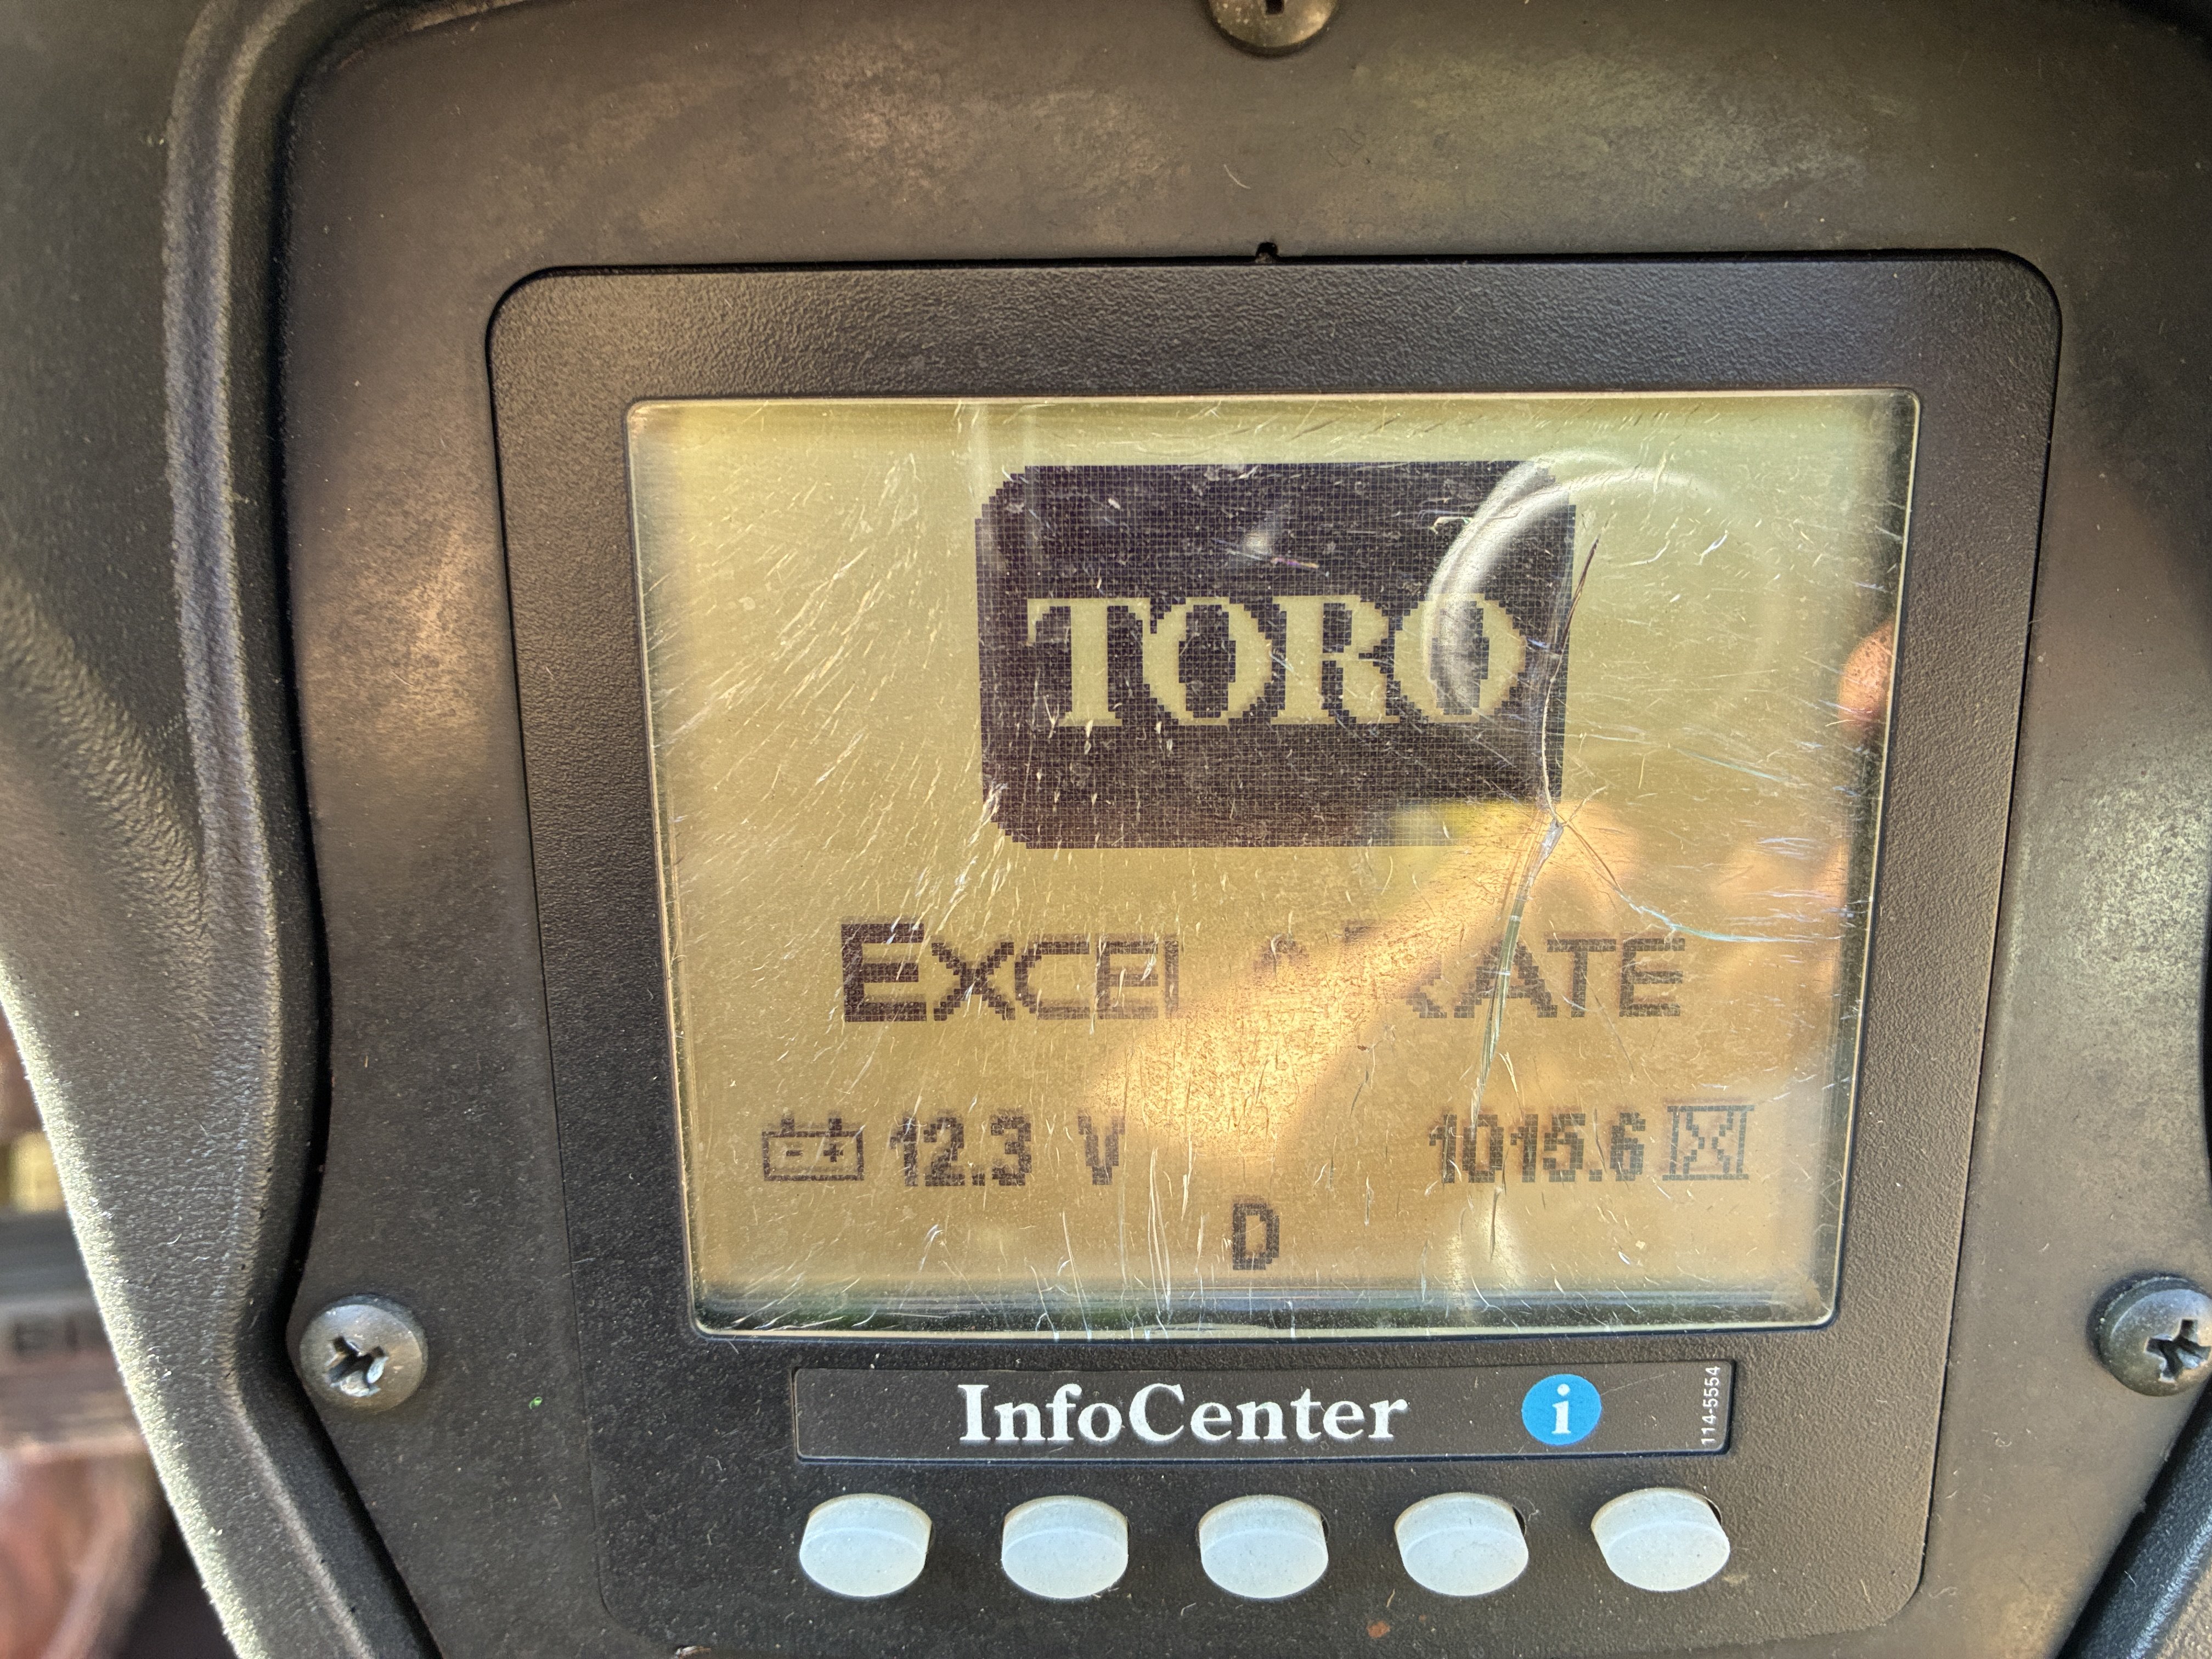 TORO
12.3 V
1015.6
D
InfoCenter i
114-5554